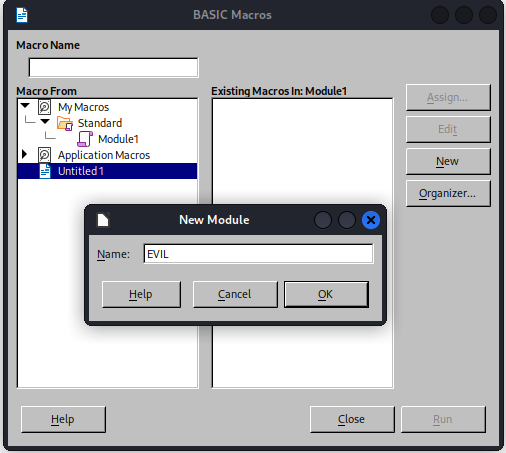 BASIC Macros
Macro Name
Macro From
Existing Macros In: Module1
My Macros
Standard
Module1
Application Macros
Untitled 1
Assign...
Edit
New
Organizer...
New Module
Name: EVIL
Help Cancel OK
Help Close Run